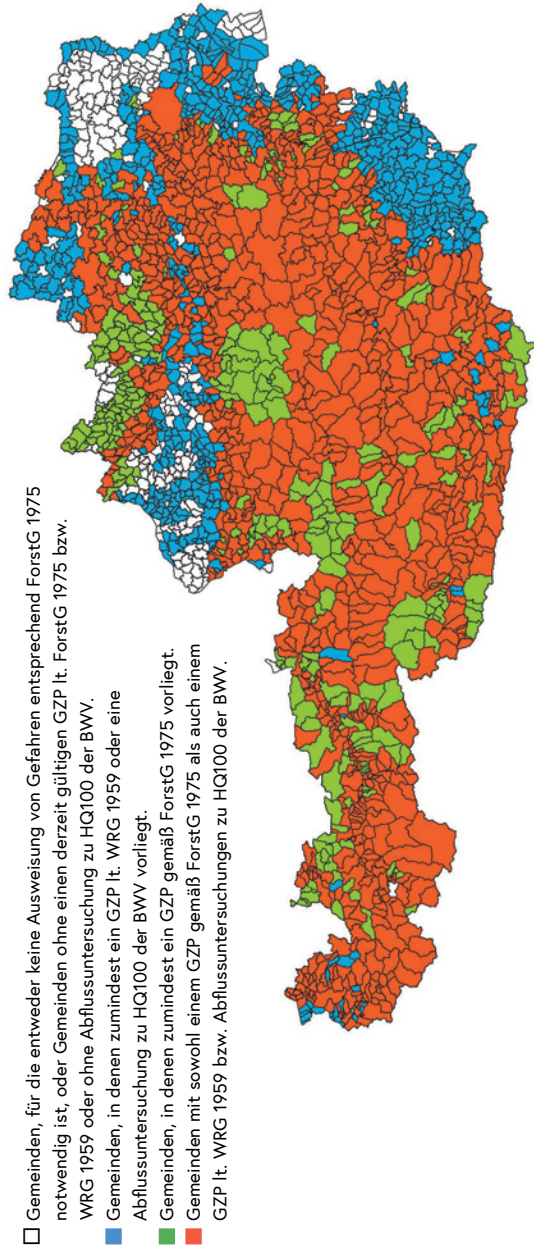 Gemeinden, für die entweder keine Ausweisung von Gefahren entsprechend ForstG 1975
notwendig ist, oder Gemeinden ohne einen derzeit gültigen GZP lt. ForstG 1975 bzw.
WRG 1959 oder ohne Abflussuntersuchung zu HQ100 der BWV.
Gemeinden, in denen zumindest ein GZP lt. WRG 1959 oder eine
Abflussuntersuchung zu HQ100 der BWV vorliegt.
Gemeinden, in denen zumindest ein GZP gemäß ForstG 1975 vorliegt.
Gemeinden mit sowohl einem GZP gemäß ForstG 1975 als auch einem
GZP lt. WRG 1959 bzw. Abflussuntersuchungen zu HQ100 der BWV.